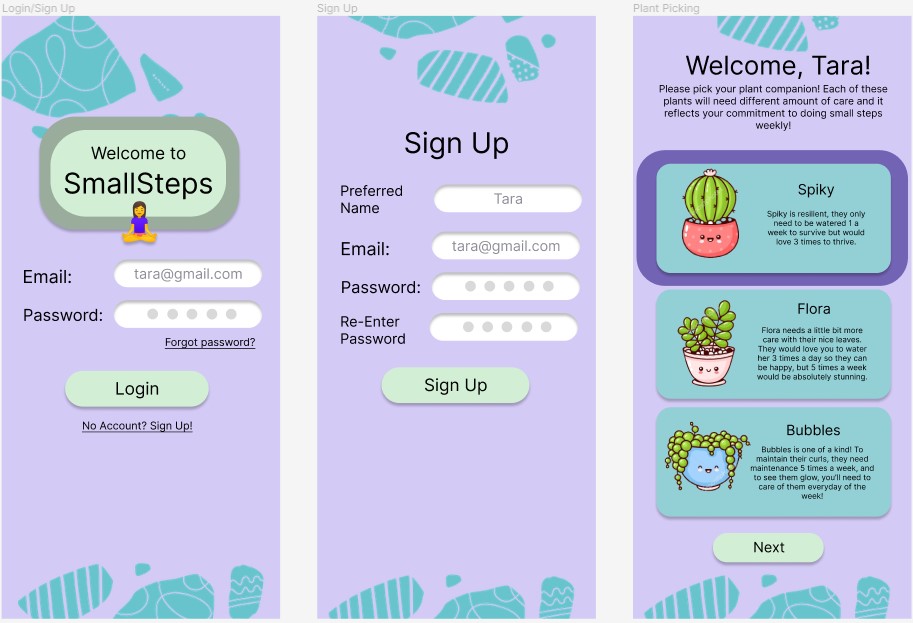 Login/Sign Up
Welcome to
SmallSteps
Email:
tara@gmail.com
Password:
Forgot password?
Login
No Account? Sign Up!
Sign Up
Sign Up
Preferred
Name
Tara
Email:
tara@gmail.com
Password:
Re-Enter
Password
Sign Up
Plant Picking
Welcome, Tara!
Please pick your plant companion! Each of these
plants will need different amount of care and it
reflects your commitment to doing small steps
weekly!
Spiky
Spiky is resilient, they only
need to be watered 1 a
week to survive but would
love 3 times to thrive.
Flora
Flora needs a little bit more
care with their nice leaves.
They would love you to water
her 3 times a day so they can
be happy, but 5 times a week
would be absolutely stunning.
Bubbles
Bubbles is one of a kind! To
maintain their curls, they need
maintenance 5 times a week, and
to see them glow, you'll need to
care of them everyday of the
week!
Next